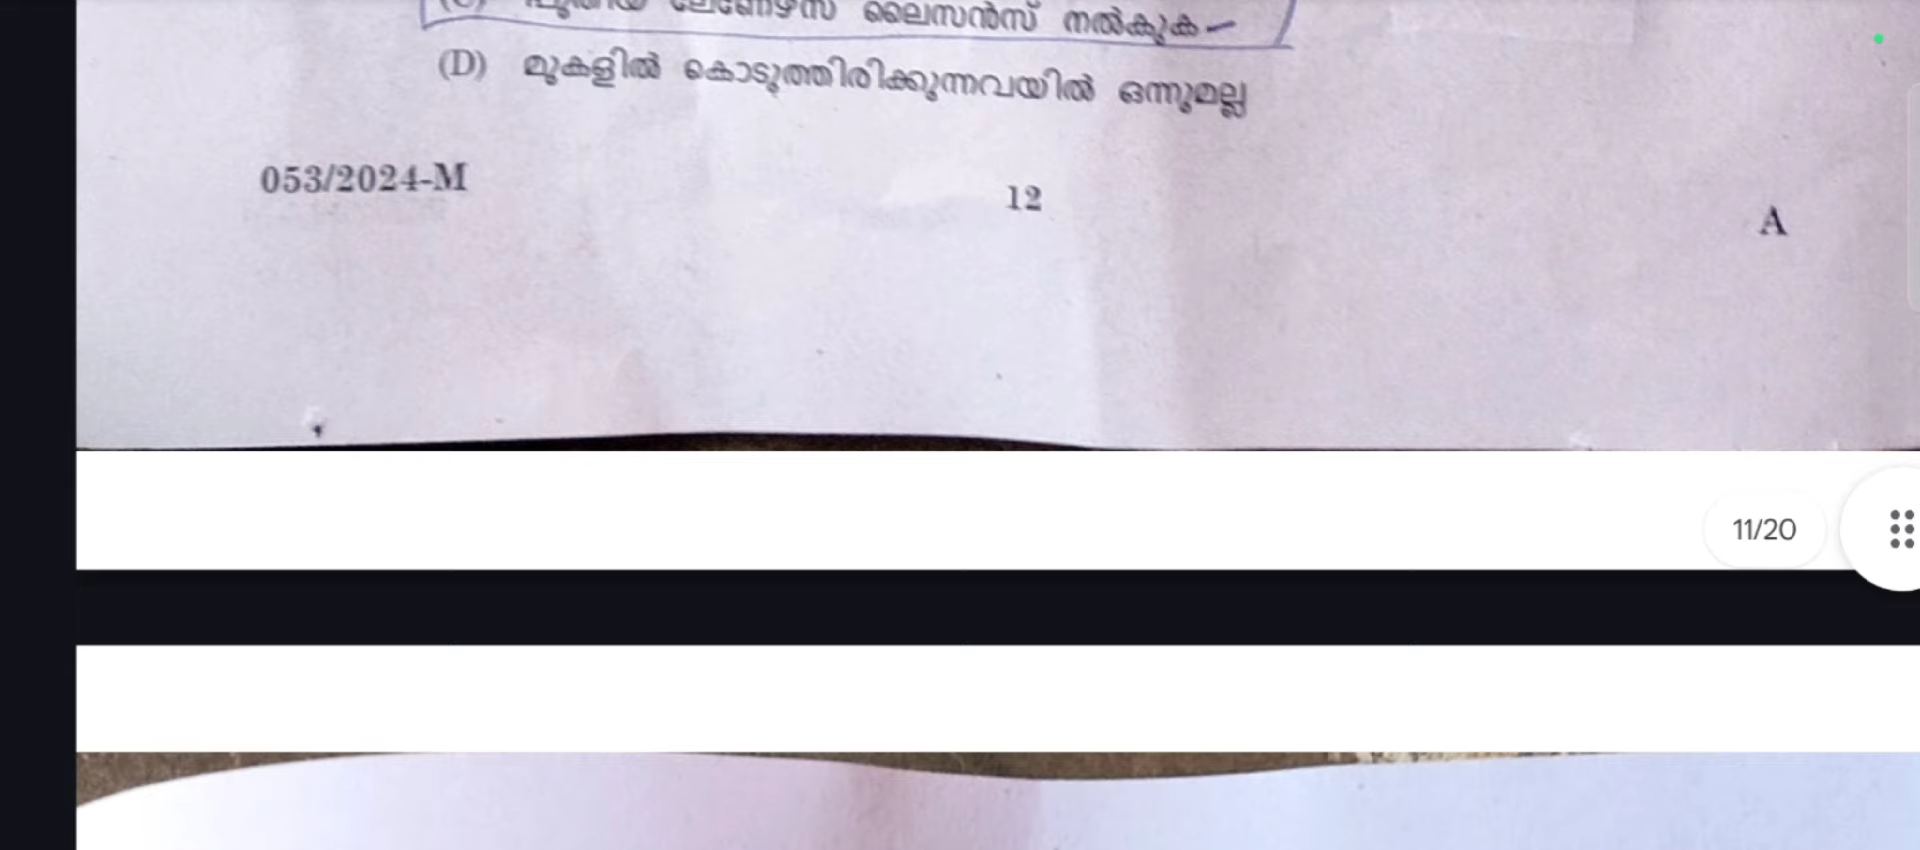 (C) പുതിയ ലേണേഴ്സ് ലൈസൻസ് നൽകുക
(D) മുകളിൽ കൊടുത്തിരിക്കുന്നവയിൽ ഒന്നുമല്ല
053/2024-M
12
A
11/20